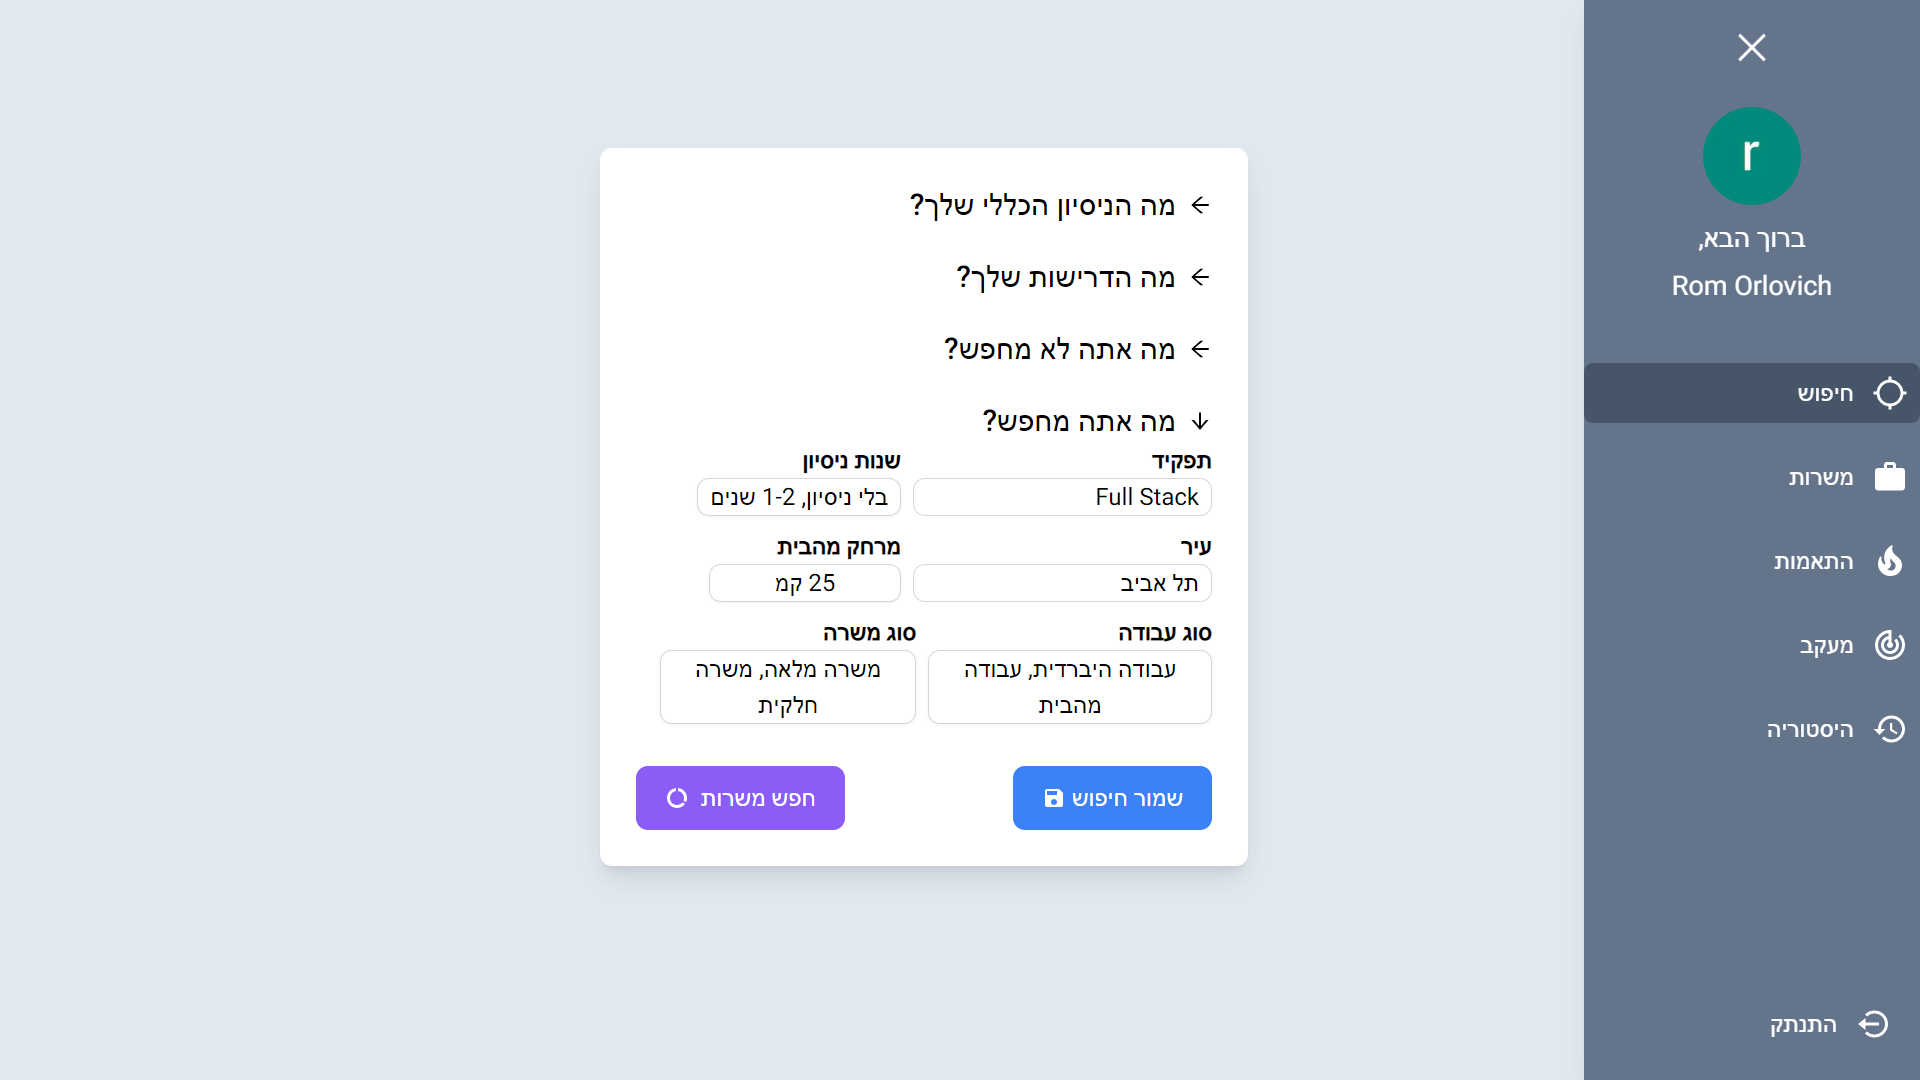 r
ברוך הבא,
Rom Orlovich
חיפוש
משרות
התאמות
מעקב
היסטוריה
התנתק
מה הניסיון הכללי שלך?
מה הדרישות שלך?
מה אתה לא מחפש?
מה אתה מחפש?
תפקיד
Full Stack
שנות ניסיון
בלי ניסיון, 1-2 שנים
עיר
תל אביב
מרחק מהבית
25 קמ
סוג עבודה
עבודה היברדית, עבודה
מהבית
סוג משרה
משרה מלאה, משרה
חלקית
שמור חיפוש
חפש משרות